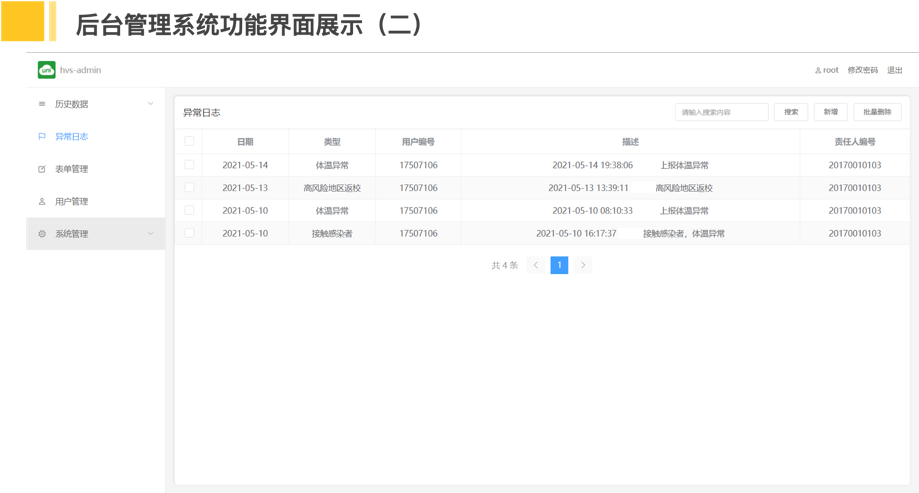 后台管理系统功能界面展示（二）
uni hvs-admin root 修改密码 退出
历史数据
异常日志
表单管理
用户管理
系统管理
异常日志 请输入搜索内容 搜索 新增 批量删除
日期 类型 用户编号 描述 责任人编号
2021-05-14 体温异常 17507106 2021-05-14 19:38:06 上报体温异常 20170010103
2021-05-13 高风险地区返校 17507106 2021-05-13 13:39:11 高风险地区返校 20170010103
2021-05-10 体温异常 17507106 2021-05-10 08:10:33 上报体温异常 20170010103
2021-05-10 接触感染者 17507106 2021-05-10 16:17:37 接触感染者，体温异常 20170010103
共 4 条 1